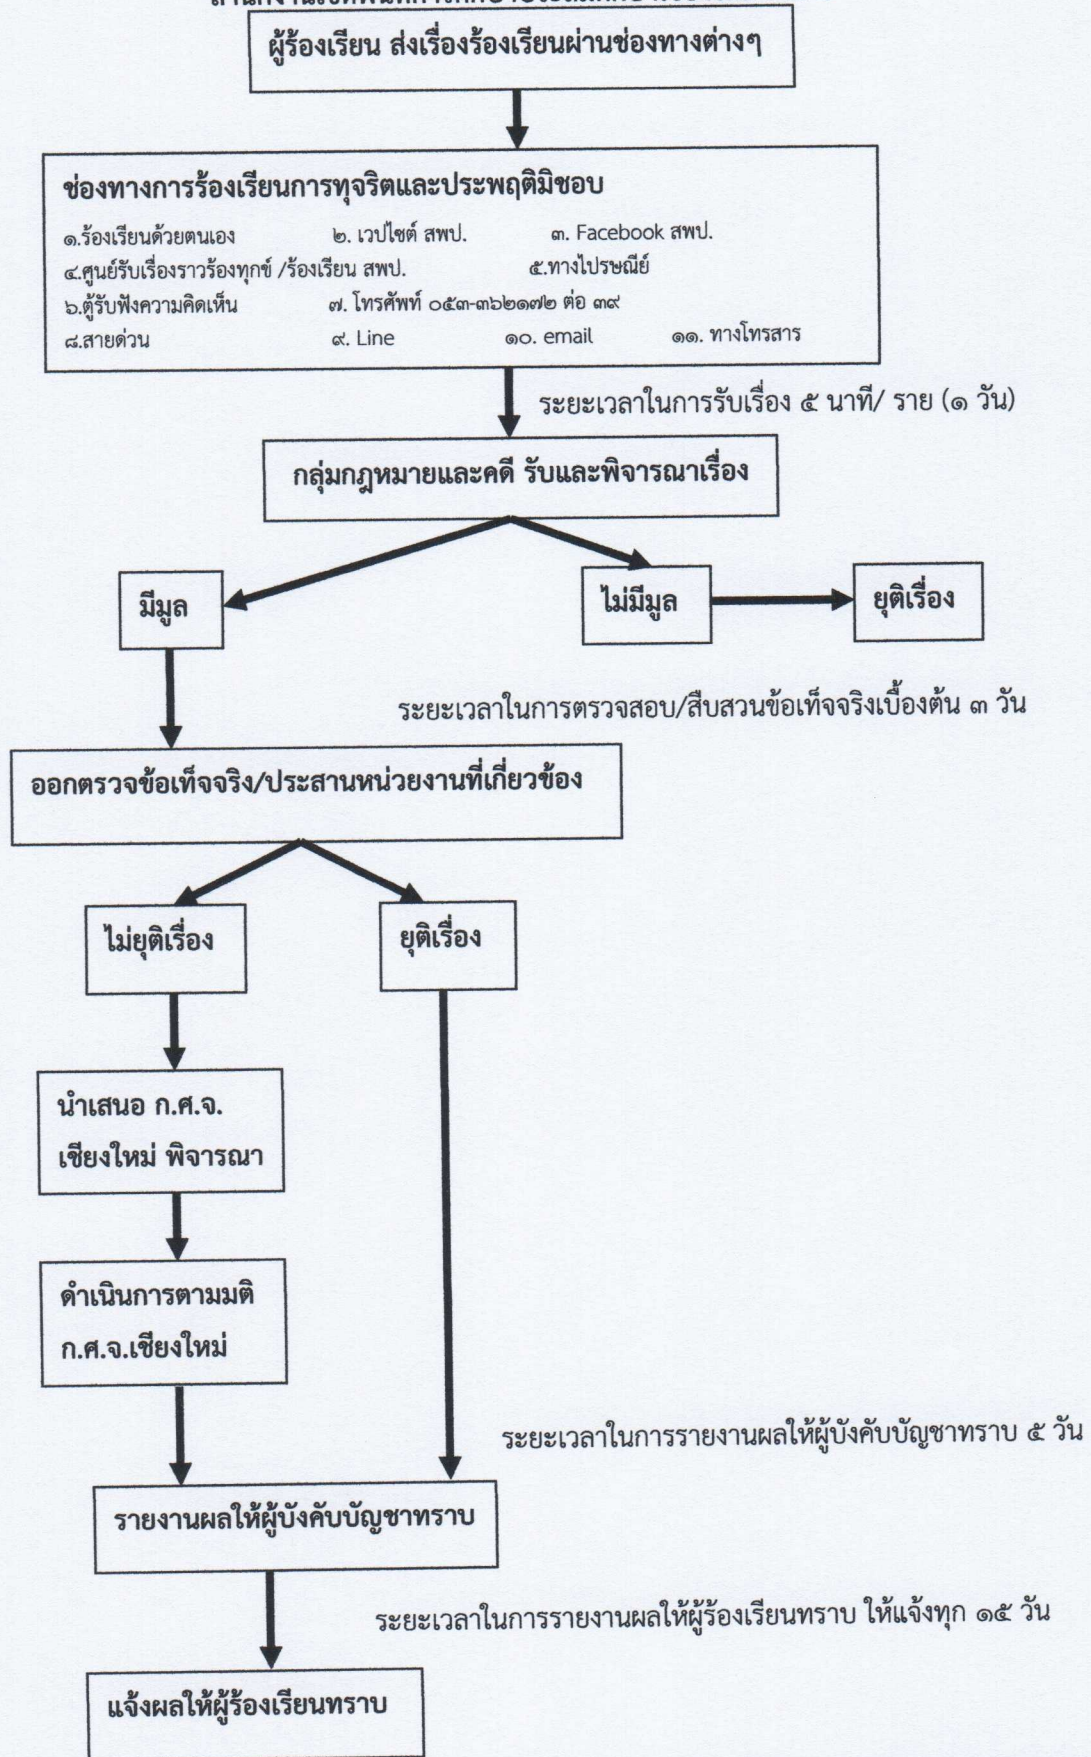 ผู้ร้องเรียน ส่งเรื่องร้องเรียนผ่านช่องทางต่างๆ
ช่องทางการร้องเรียนการทุจริตและประพฤติมิชอบ
๑.ร้องเรียนด้วยตนเอง ๒. เวปไซต์ สพป. ๓. Facebook สพป.
๔.ศูนย์รับเรื่องราวร้องทุกข์ /ร้องเรียน สพป. ๕.ทางไปรษณีย์
๖.ตู้รับฟังความคิดเห็น ๗. โทรศัพท์ ๐๕๓-๓๖๒๑๗๒ ต่อ ๓๙
๘.สายด่วน ๙. Line ๑๐. email ๑๑. ทางโทรสาร
ระยะเวลาในการรับเรื่อง ๕ นาที/ ราย (๑ วัน)
กลุ่มกฎหมายและคดี รับและพิจารณาเรื่อง
มีมูล ไม่มีมูล ยุติเรื่อง
ระยะเวลาในการตรวจสอบ/สืบสวนข้อเท็จจริงเบื้องต้น ๓ วัน
ออกตรวจข้อเท็จจริง/ประสานหน่วยงานที่เกี่ยวข้อง
ไม่ยุติเรื่อง ยุติเรื่อง
นำเสนอ ก.ศ.จ.
เชียงใหม่ พิจารณา
ดำเนินการตามมติ
ก.ศ.จ.เชียงใหม่
ระยะเวลาในการรายงานผลให้ผู้บังคับบัญชาทราบ ๕ วัน
รายงานผลให้ผู้บังคับบัญชาทราบ
ระยะเวลาในการรายงานผลให้ผู้ร้องเรียนทราบ ให้แจ้งทุก ๑๕ วัน
แจ้งผลให้ผู้ร้องเรียนทราบ